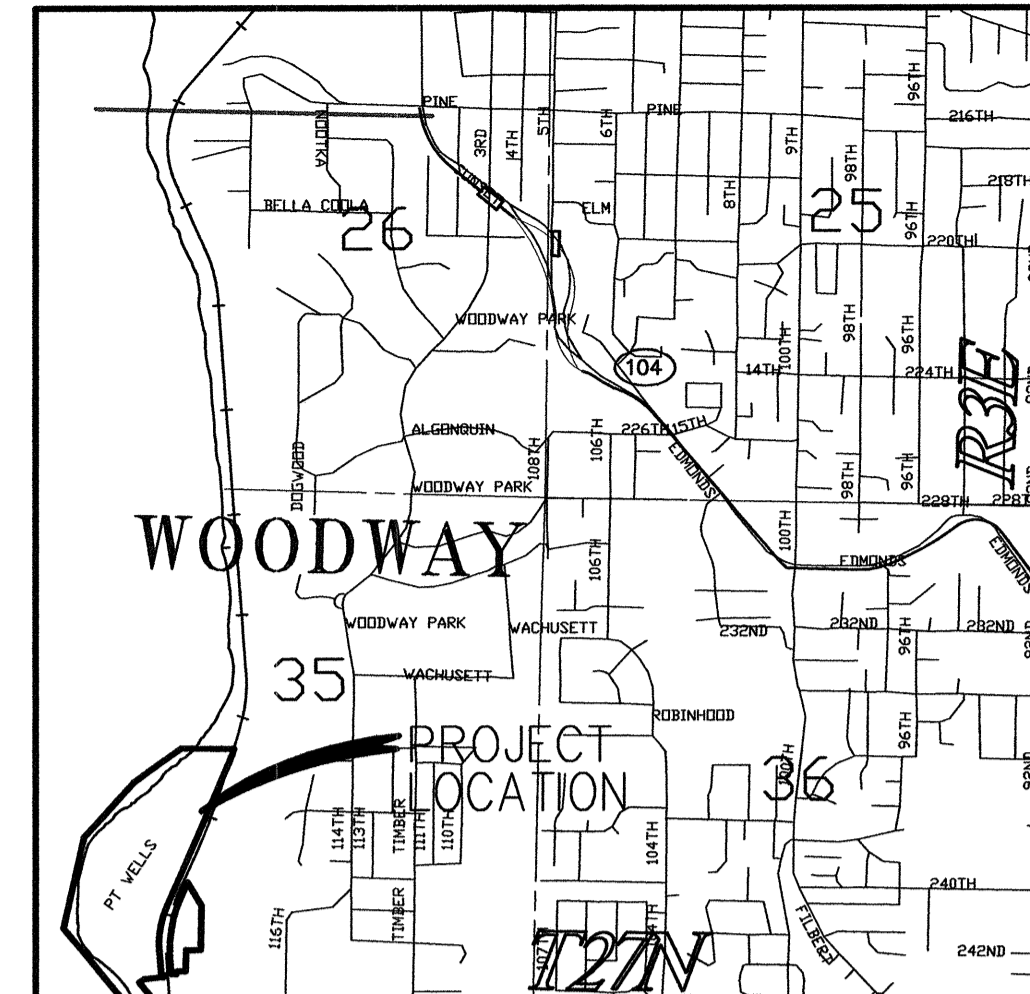 PINE
PINE
96TH
216TH
NOOTKA
3RD
4TH
5TH
6TH
9TH
98TH
218TH
8TH
BELLA COOLA
26
ELM
25
96TH
220TH
WOODWAY PARK
98TH
96TH
100TH
104
14TH
224TH
R3E
ALGONQUIN
226TH
15TH
106TH
108TH
DOGWOOD
EDMONDS
98TH
96TH
WOODWAY PARK
228TH
WOODWAY
100TH
106TH
EDMONDS
EDMONDS
WOODWAY PARK
WACHUSETT
232ND
232ND
232ND
96TH
35
WACHUSETT
ROBINHOOD
96TH
PROJECT
LOCATION
100TH
36
92ND
114TH
113TH
TIMBER
111TH
110TH
104TH
PT WELLS
240TH
116TH
TIMBER
FILBERT
107TH
T27N
242ND